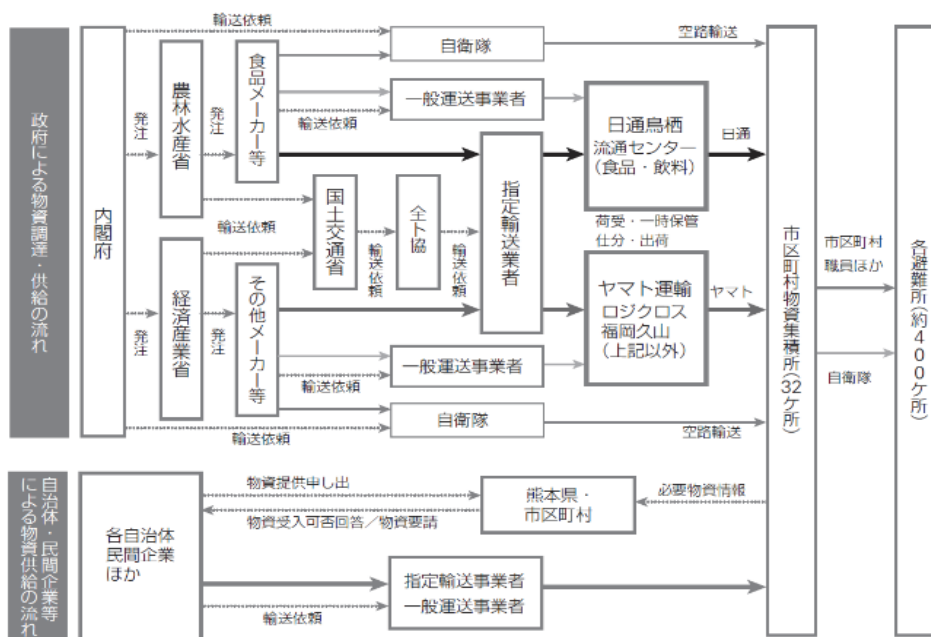 政府による物資調達・供給の流れ
内閣府
輸送依頼
発注
農林水産省
発注
食品メーカー等
自衛隊
空路輸送
一般運送事業者
輸送依頼
日通鳥栖
流通センター
(食品・飲料)
日通
指定輸送業者
輸送依頼
国土交通省
輸送依頼
全ト協
輸送依頼
荷受・一時保管
仕分・出荷
発注
経済産業省
発注
その他メーカー等
ヤマト運輸
ロジクロス
福岡久山
(上記以外)
ヤマト
一般運送事業者
輸送依頼
自衛隊
輸送依頼
空路輸送
市区町村物資集積所(32ケ所)
市区町村
職員ほか
自衛隊
各避難所(約400ケ所)
自治体・民間企業等
による物資供給の流れ
各自治体
民間企業
ほか
物資提供申し出
物資受入可否回答/物資要請
熊本県・
市区町村
必要物資情報
指定輸送事業者
一般運送事業者
輸送依頼